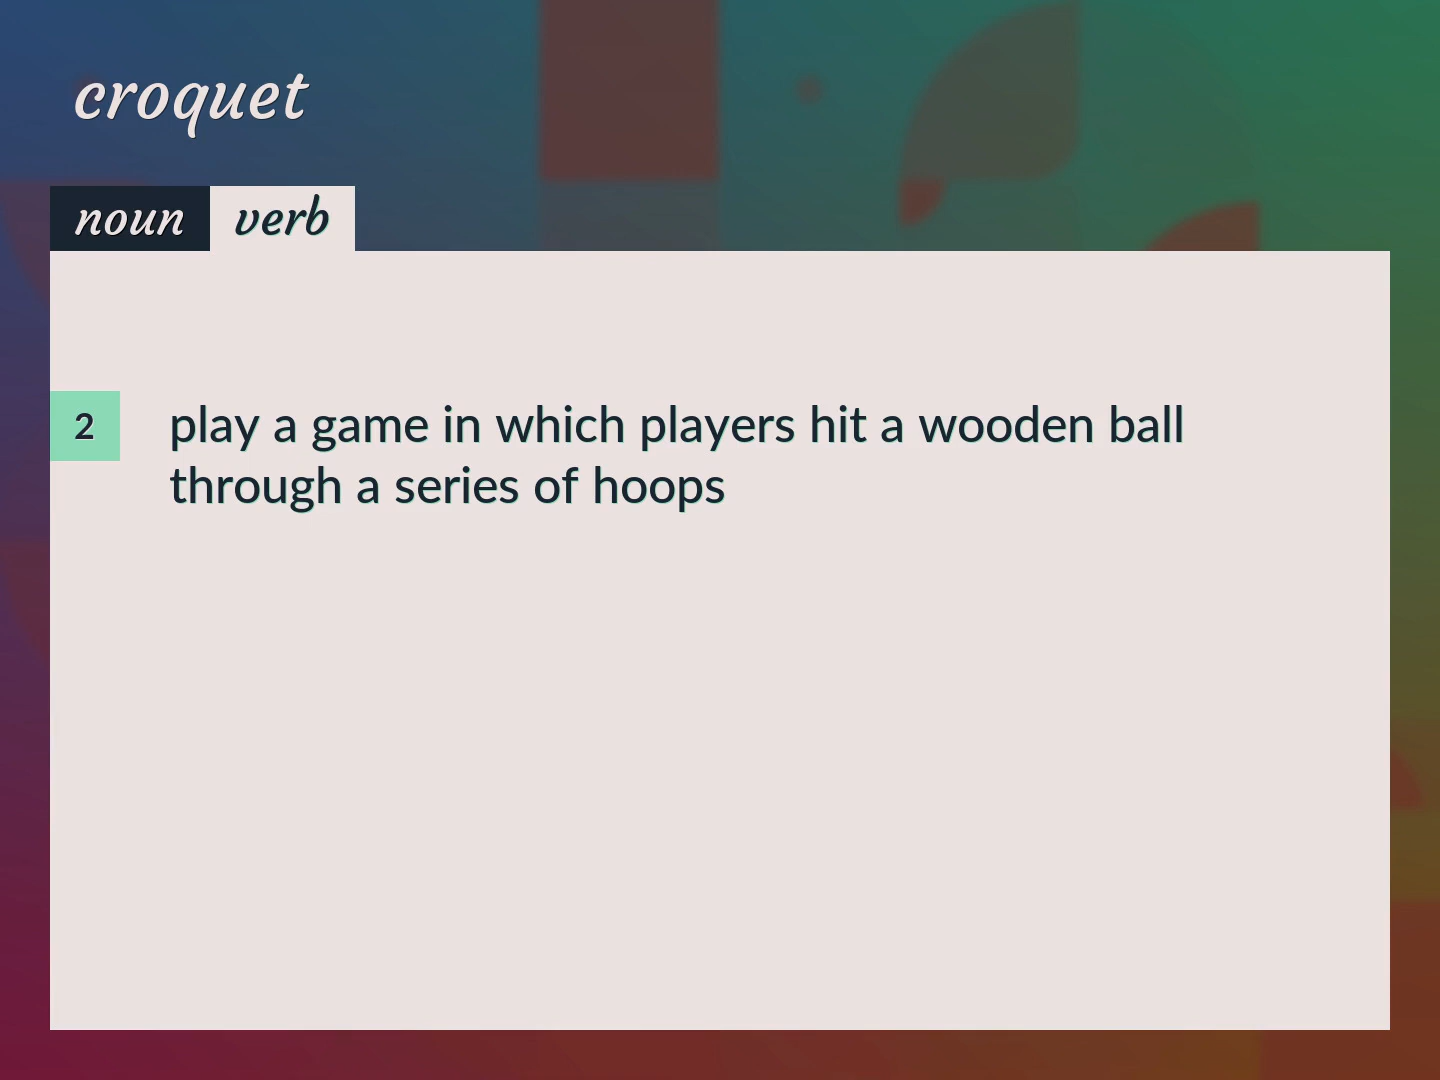 croquet
noun verb
2 play a game in which players hit a wooden ball
through a series of hoops